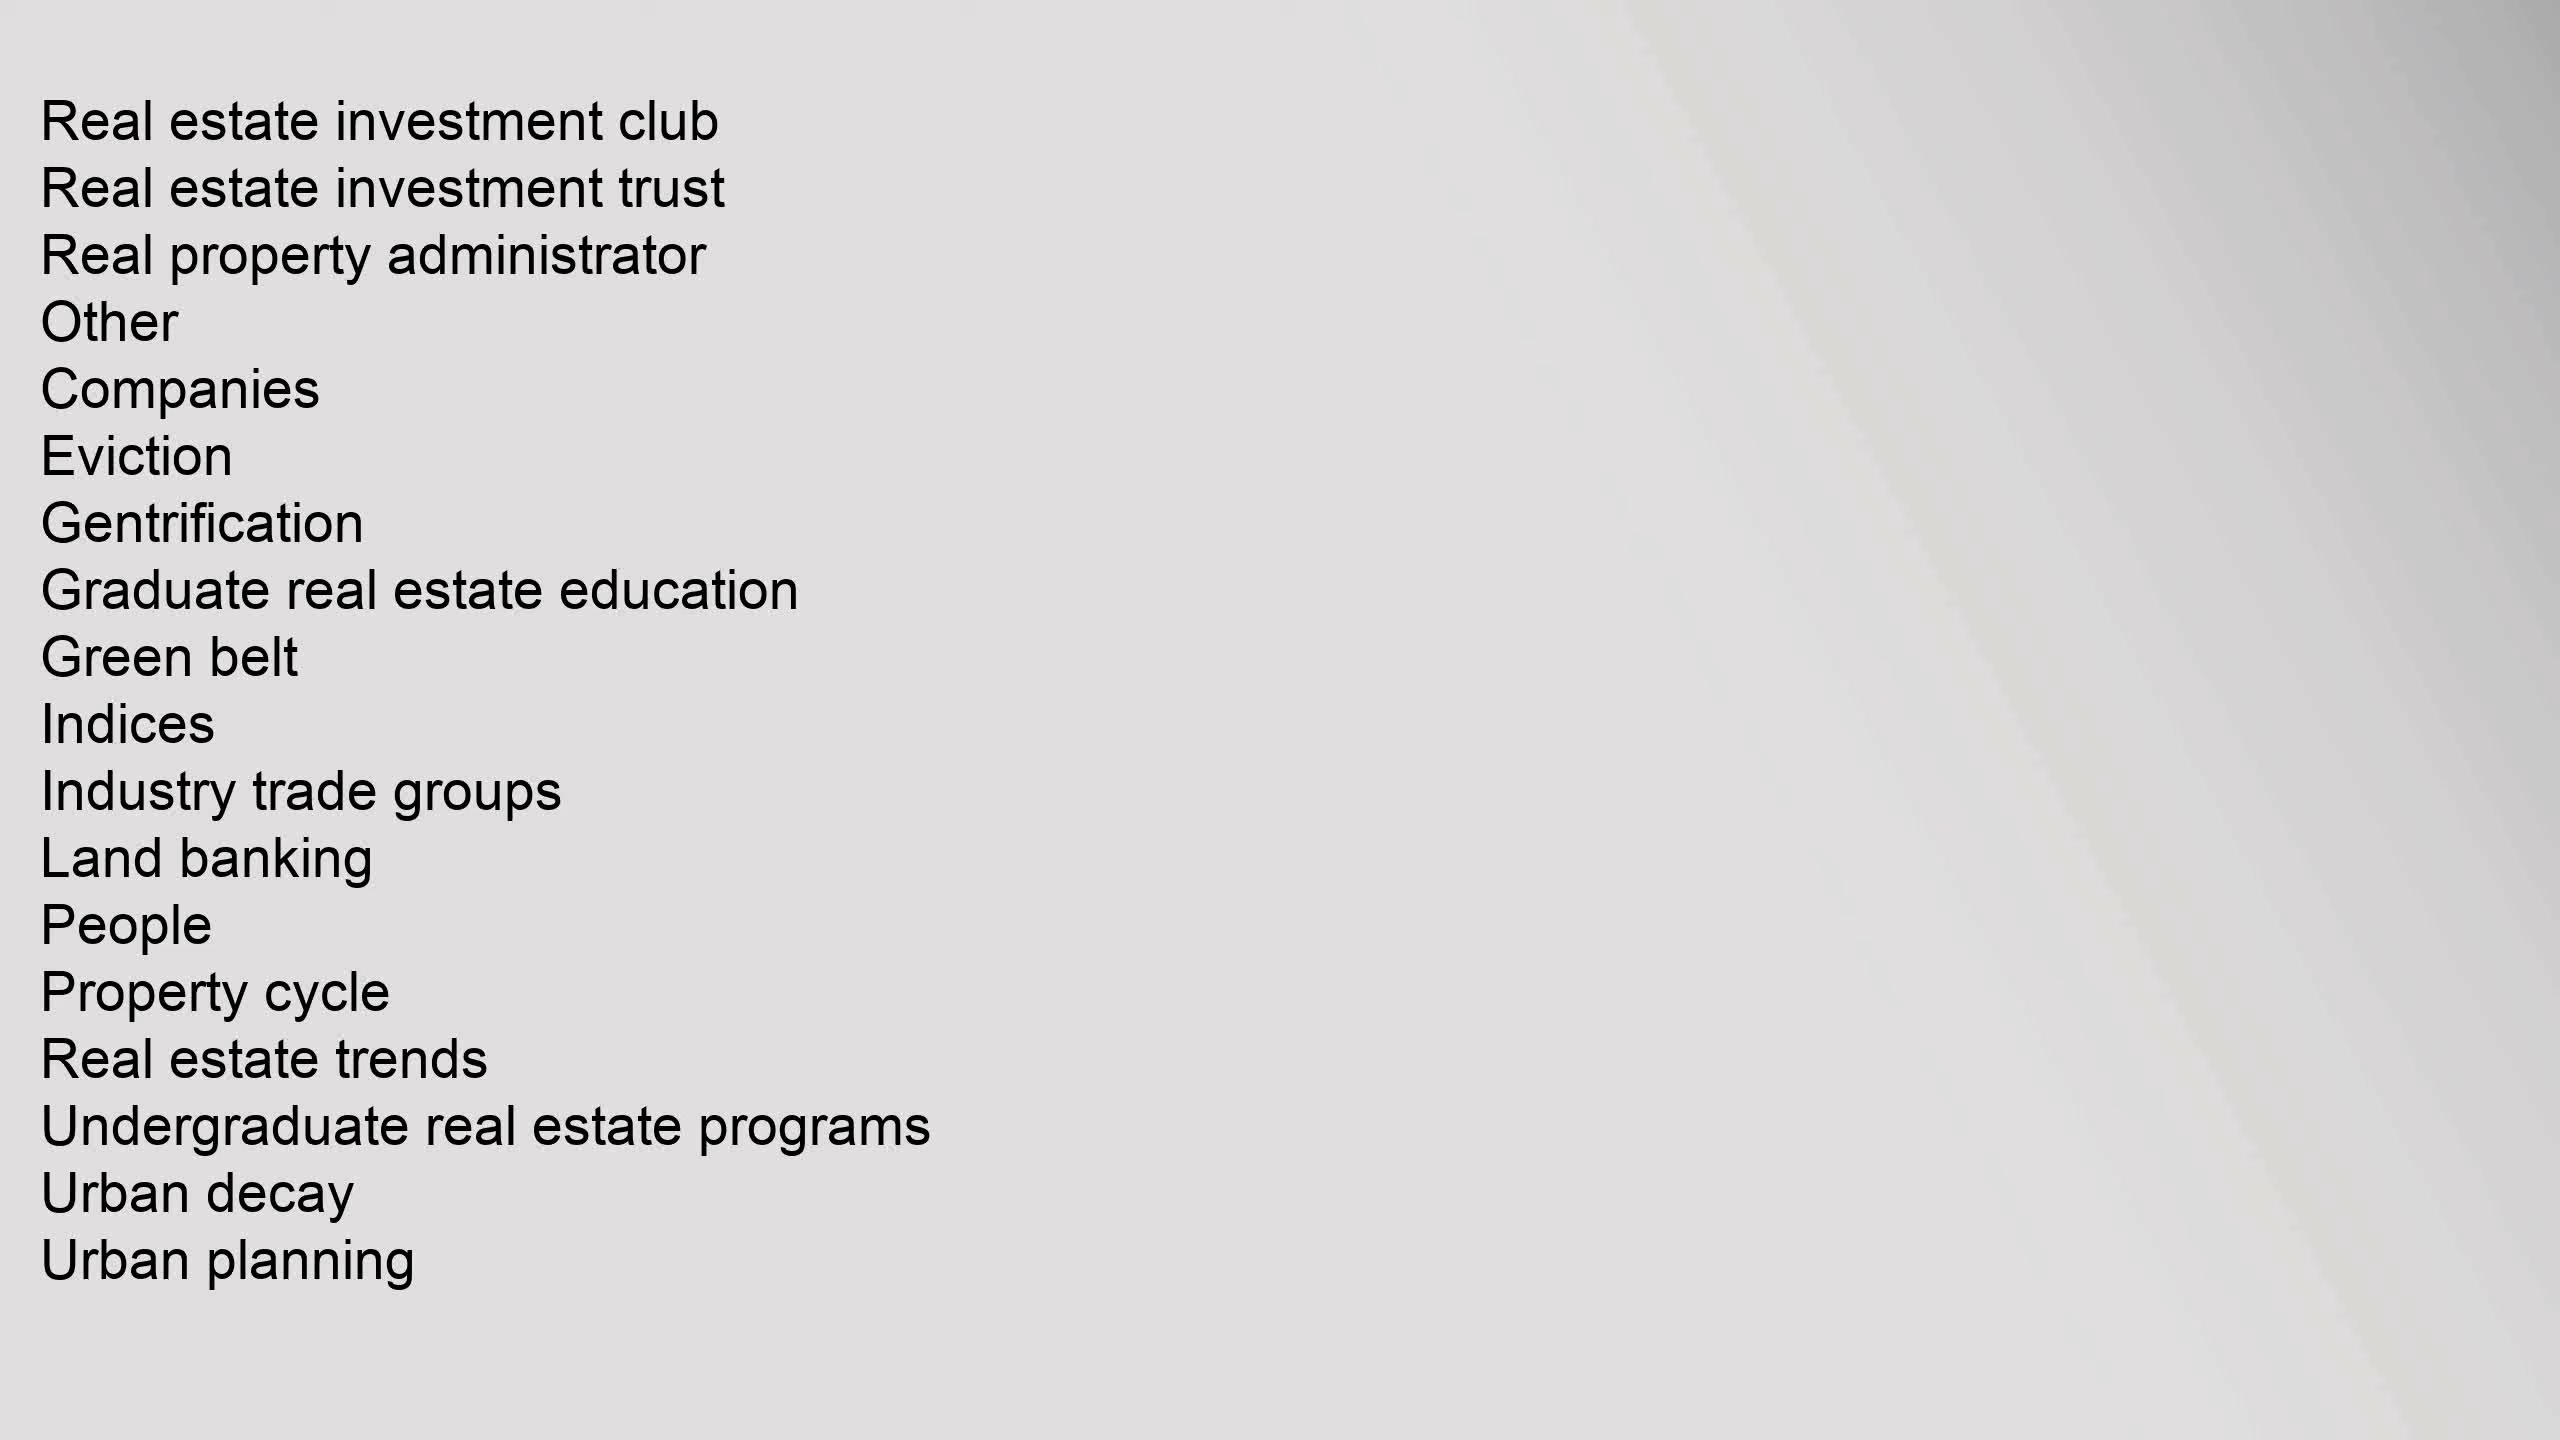 Real estate investment club
Real estate investment trust
Real property administrator
Other
Companies
Eviction
Gentrification
Graduate real estate education
Green belt
Indices
Industry trade groups
Land banking
People
Property cycle
Real estate trends
Undergraduate real estate programs
Urban decay
Urban planning